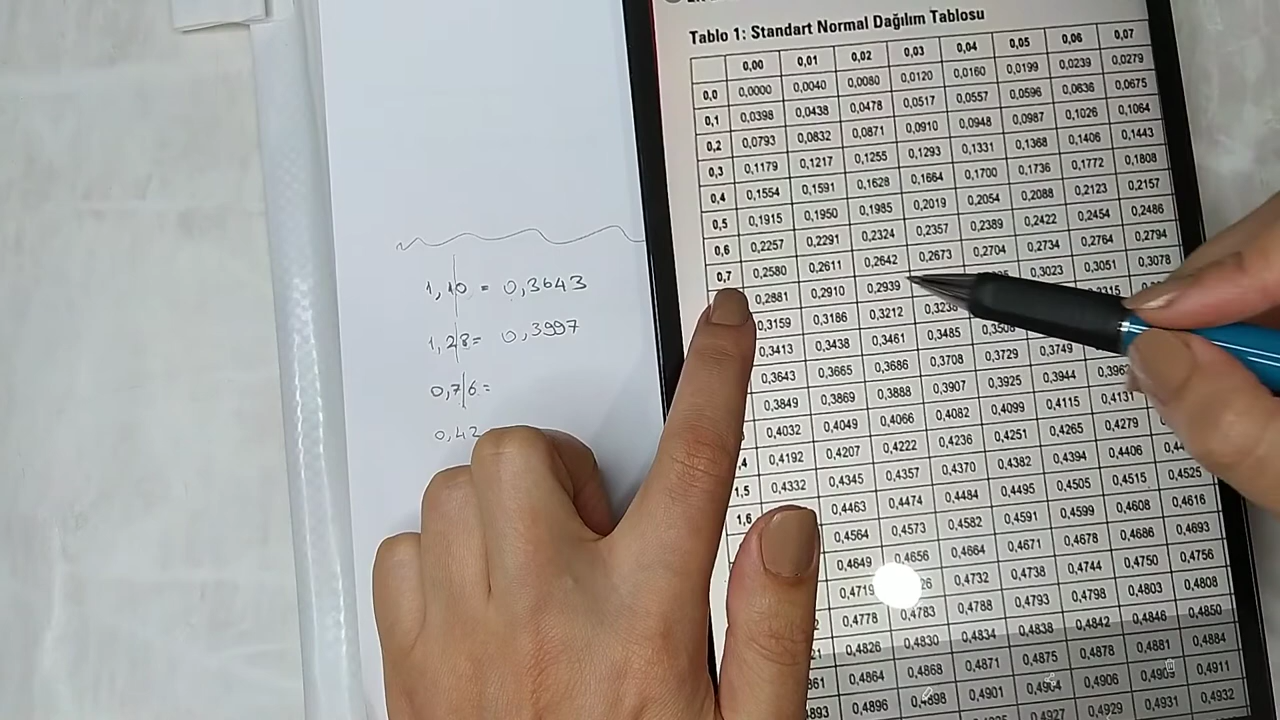 Tablo 1: Standart Normal Dağılım Tablosu
0,00 0,01 0,02 0,03 0,04 0,05 0,06 0,07
0,0 0,0000 0,0040 0,0080 0,0120 0,0160 0,0199 0,0239 0,0279
0,1 0,0398 0,0438 0,0478 0,0517 0,0557 0,0596 0,0636 0,0675
0,2 0,0793 0,0832 0,0871 0,0910 0,0948 0,0987 0,1026 0,1064
0,3 0,1179 0,1217 0,1255 0,1293 0,1331 0,1368 0,1406 0,1443
0,4 0,1554 0,1591 0,1628 0,1664 0,1700 0,1736 0,1772 0,1808
0,5 0,1915 0,1950 0,1985 0,2019 0,2054 0,2088 0,2123 0,2157
0,6 0,2257 0,2291 0,2324 0,2357 0,2389 0,2422 0,2454 0,2486
0,7 0,2580 0,2611 0,2642 0,2673 0,2704 0,2734 0,2764 0,2794
0,2881 0,2910 0,2939 0,3023 0,3051 0,3078
0,3159 0,3186 0,3212 0,3238
0,3413 0,3438 0,3461 0,3485 0,3508
0,3643 0,3665 0,3686 0,3708 0,3729 0,3749
0,3849 0,3869 0,3888 0,3907 0,3925 0,3944 0,3962
0,4032 0,4049 0,4066 0,4082 0,4099 0,4115 0,4131
0,4192 0,4207 0,4222 0,4236 0,4251 0,4265 0,4279
1,5 0,4332 0,4345 0,4357 0,4370 0,4382 0,4394 0,4406
1,6 0,4463 0,4474 0,4484 0,4495 0,4505 0,4515 0,4525
0,4564 0,4573 0,4582 0,4591 0,4599 0,4608 0,4616
0,4649 0,4656 0,4664 0,4671 0,4678 0,4686 0,4693
0,4719 0,4732 0,4738 0,4744 0,4750 0,4756
0,4778 0,4783 0,4788 0,4793 0,4798 0,4803 0,4808
0,4826 0,4830 0,4834 0,4838 0,4842 0,4846 0,4850
0,4864 0,4868 0,4871 0,4875 0,4878 0,4881 0,4884
0,4896 0,4898 0,4901 0,4904 0,4906 0,4909 0,4911
0,4927 0,4929 0,4931 0,4932
1,10 = 0,3643
1,28 = 0,3997
0,76 =
0,42